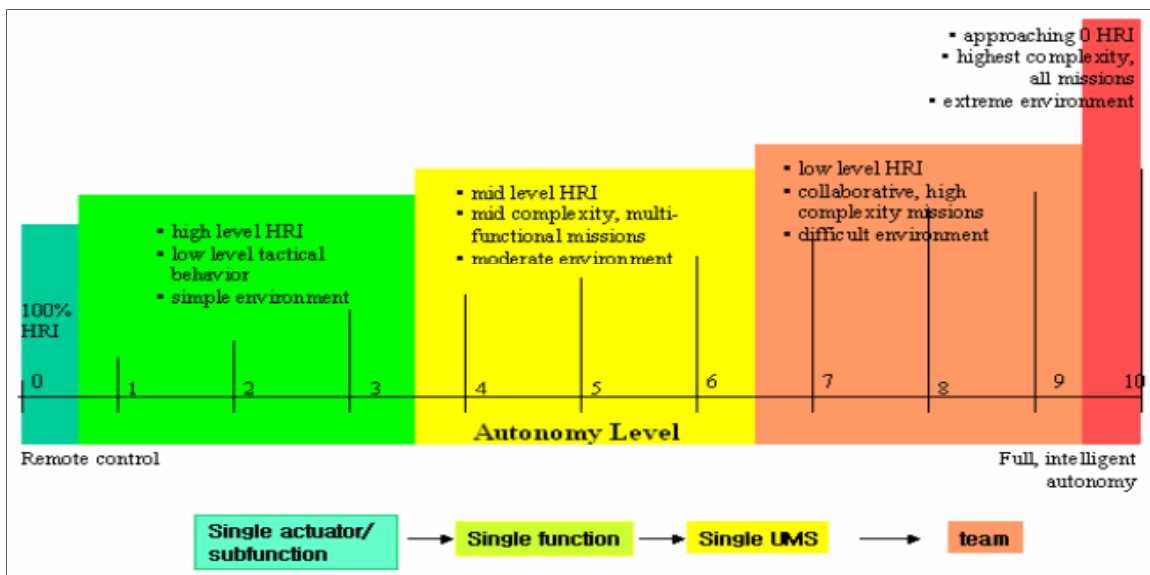 ▪ approaching 0 HRI
▪ highest complexity,
all missions
▪ extreme environment
▪ low level HRI
▪ collaborative, high
complexity missions
▪ difficult environment
▪ mid level HRI
▪ mid complexity, multi-
functional missions
▪ moderate environment
▪ high level HRI
▪ low level tactical
behavior
▪ simple environment
100%
HRI
0 1 2 3 4 5 6 7 8 9 10
Autonomy Level
Remote control
Full, intelligent
autonomy
Single actuator/
subfunction
Single function
Single UMS
team